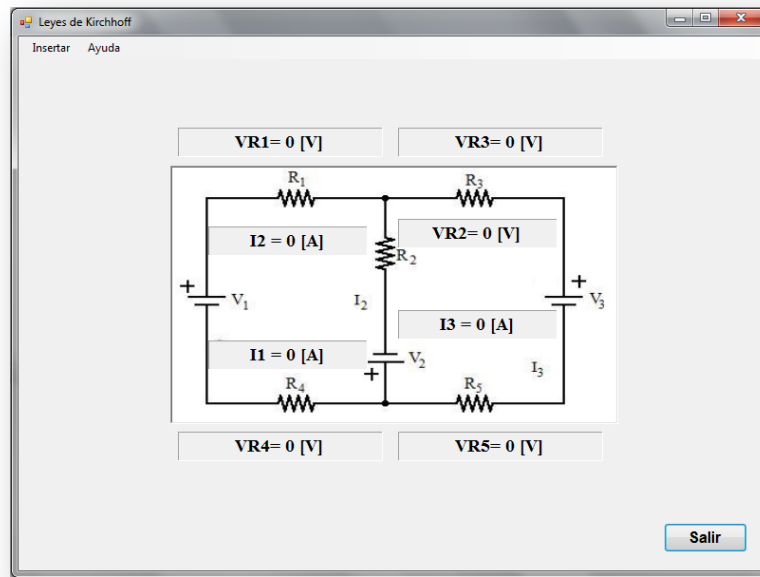 Leyes de Kirchhoff
Insertar Ayuda
VR1= 0 [V] VR3= 0 [V]
R1 R3
I2 = 0 [A] VR2= 0 [V]
R2
V1 I2 V3
I3 = 0 [A]
I1 = 0 [A] V2
I3
R4 R5
VR4= 0 [V] VR5= 0 [V]
Salir